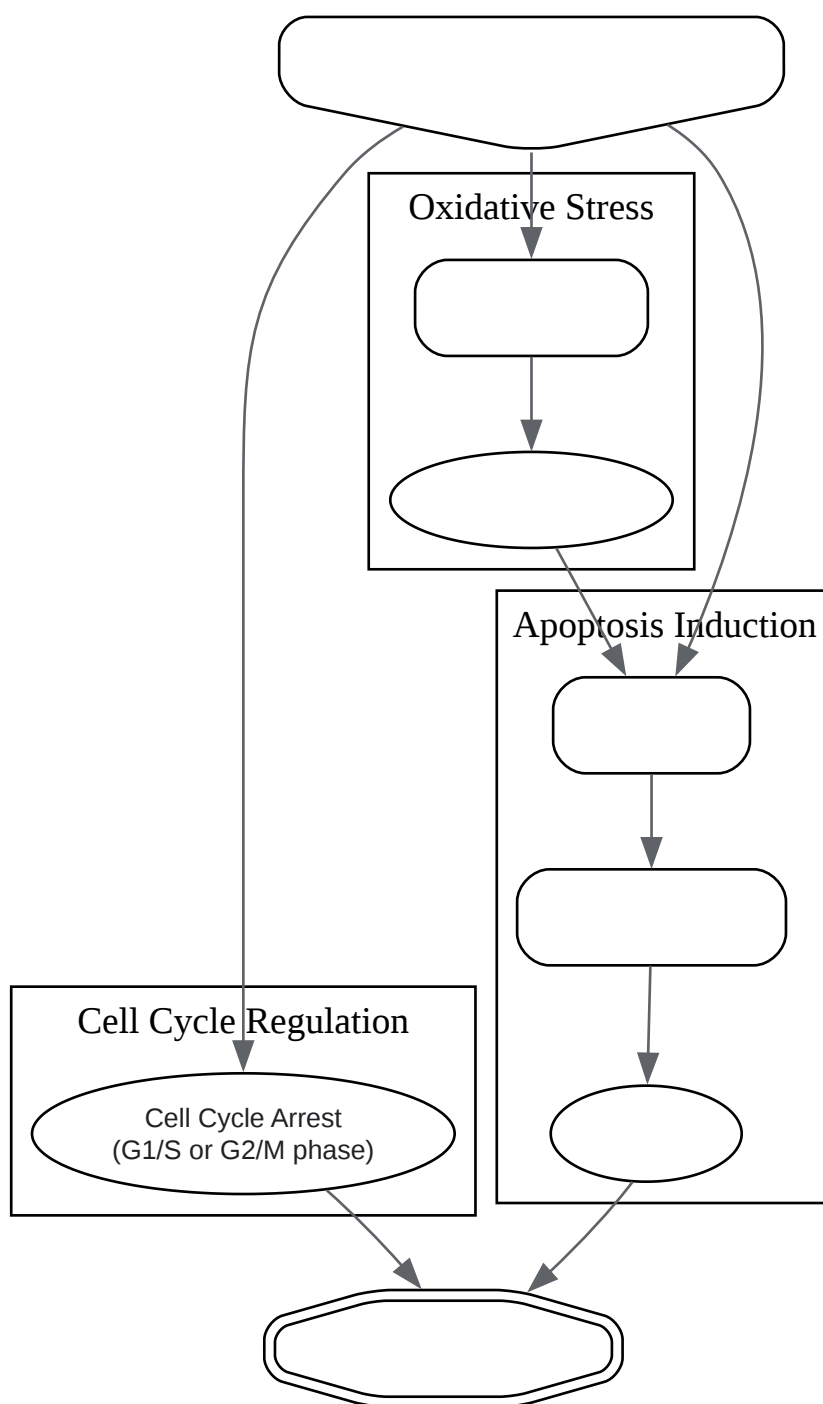 Oxidative Stress
Apoptosis Induction
Cell Cycle Regulation
Cell Cycle Arrest
(G1/S or G2/M phase)